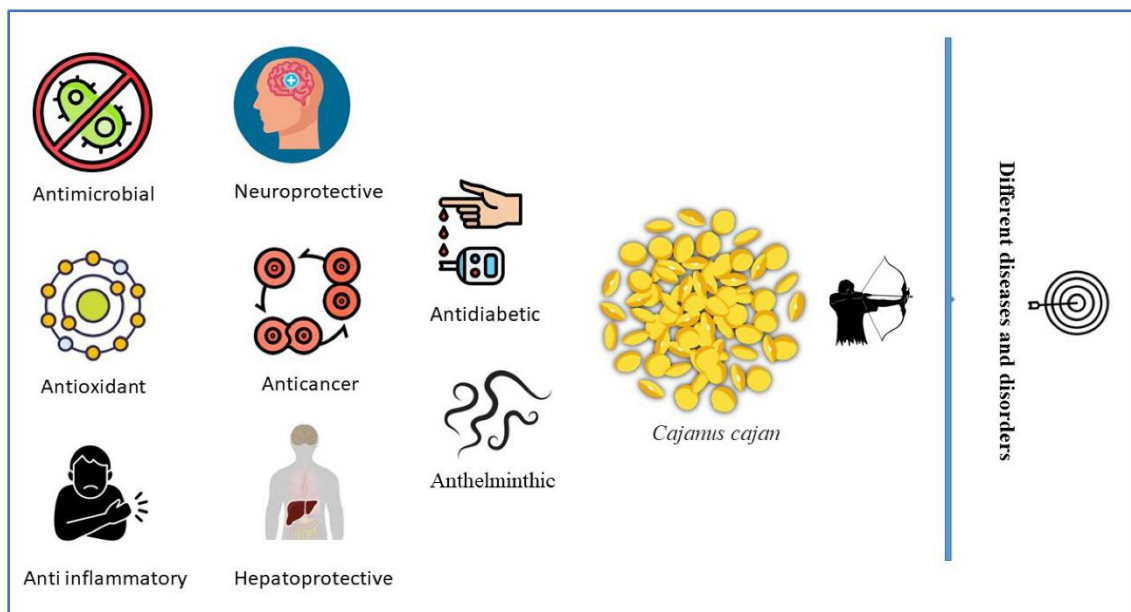 Antimicrobial
Neuroprotective
Antidiabetic
Antioxidant
Anticancer
Cajanus cajan
Anthelminthic
Anti inflammatory
Hepatoprotective
Different diseases and disorders